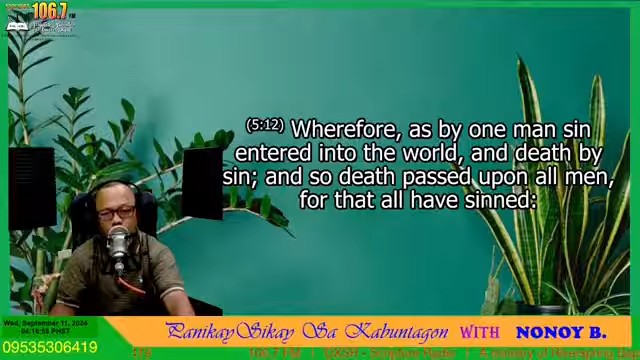 106.7 FM
(5:12) Wherefore, as by one man sin
entered into the world, and death by
sin; and so death passed upon all men,
for that all have sinned:
Wed, September 11, 2024
PHST
09535306419
PanikaySikay Sa Kabuntagon WITH NONOY B.
106.7 FM